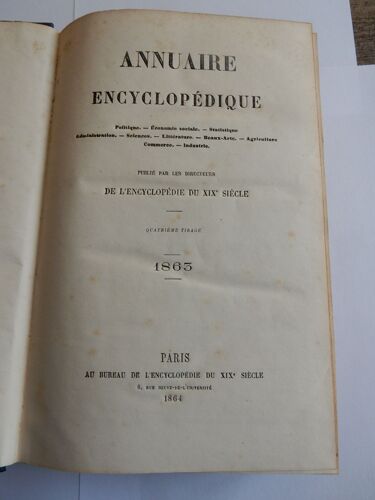 ANNUAIRE
ENCYCLOPÉDIQUE
Politique. — Économie sociale. — Statistique
Administration. — Sciences. — Littérature. — Beaux-Arts. — Agriculture
Commerce. — Industrie.
PUBLIÉ PAR LES DIRECTEURS
DE L'ENCYCLOPÉDIE DU XIXᵉ SIÈCLE
QUATRIÈME TIRAGE
1863
PARIS
AU BUREAU DE L'ENCYCLOPÉDIE DU XIXᵉ SIÈCLE
6, RUE NEUVE-DE-L'UNIVERSITÉ
1864